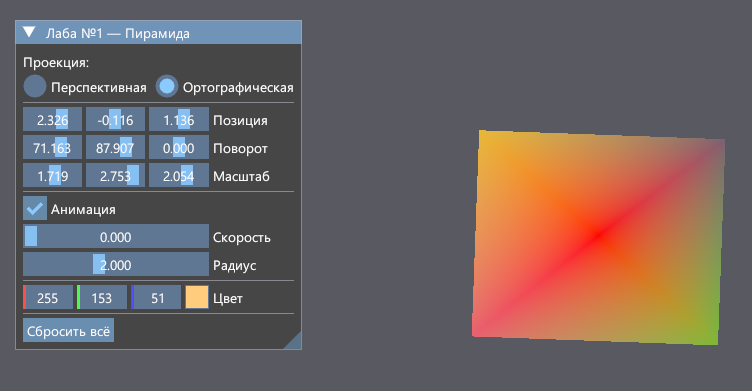 Лаба №1 — Пирамида
Проекция:
Перспективная Ортографическая
2.326 -0.116 1.136 Позиция
71.163 87.907 0.000 Поворот
1.719 2.753 2.054 Масштаб
Анимация
0.000 Скорость
2.000 Радиус
255 153 51 Цвет
Сбросить всё